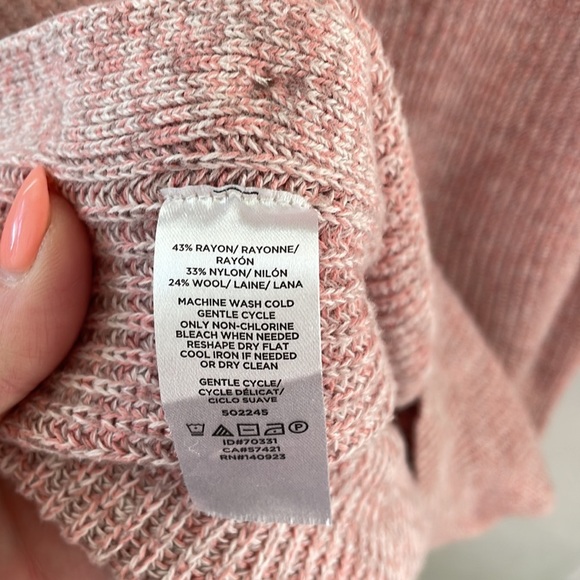 43% RAYON/ RAYONNE/
RAYÓN
33% NYLON/ NILÓN
24% WOOL/ LAINE/ LANA
MACHINE WASH COLD
GENTLE CYCLE
ONLY NON-CHLORINE
BLEACH WHEN NEEDED
RESHAPE DRY FLAT
COOL IRON IF NEEDED
OR DRY CLEAN
GENTLE CYCLE/
CYCLE DÉLICAT/
CICLO SUAVE
502245
P
ID#70331
CA#57421
RN#140923